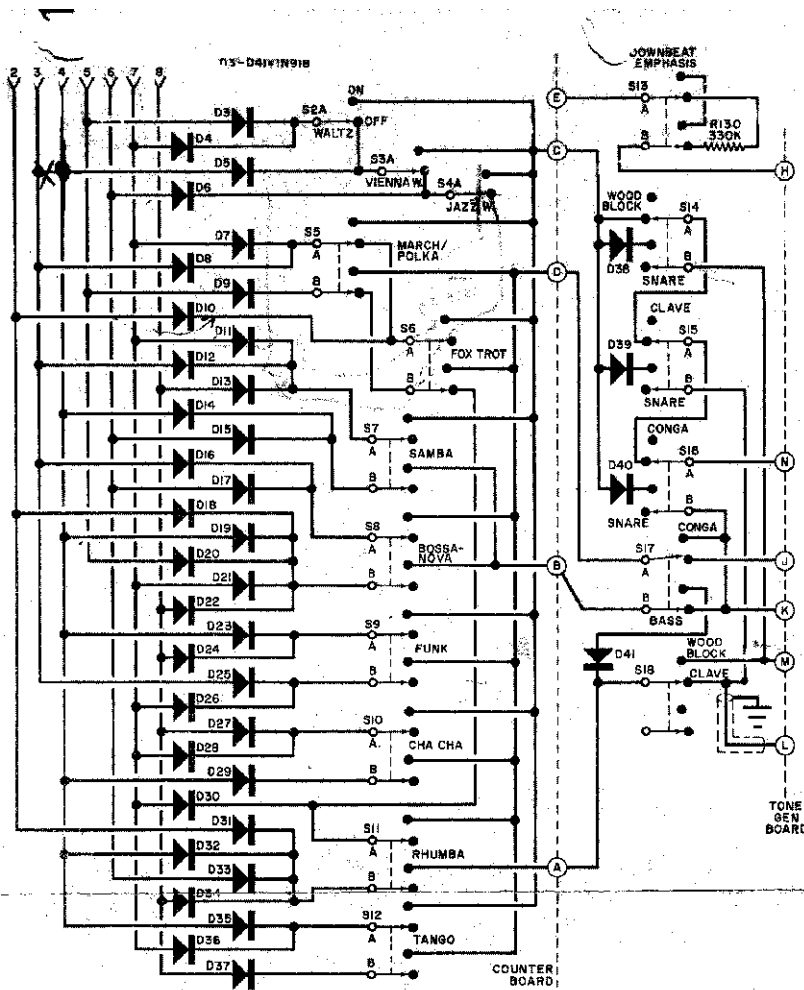 1
D3-D41=1N918
DOWNBEAT
EMPHASIS
2 3 4 5 6 7 8
ON
E
S13
A
D3
S2A
OFF
WALTZ
R130
330K
B
D4
C
H
D5
S3A
VIENNA W.
D6
S4A
JAZZ W.
WOOD
BLOCK
S14
A
D7
S5
A
MARCH/
POLKA
D38
B
D8
D
SNARE
D9
B
CLAVE
D10
S6
A
FOX TROT
S15
A
D11
D39
D12
B
B
SNARE
D13
D14
S7
A
SAMBA
CONGA
D15
S16
A
N
D16
D40
D17
B
B
SNARE
D18
CONGA
D19
S8
A
BOSSA-
NOVA
S17
A
J
D20
D21
B
B
D22
B
K
BASS
D23
S9
A
FUNK
WOOD
BLOCK
D24
D41
M
D25
B
S18
CLAVE
D26
D27
S10
A
CHA CHA
D28
L
D29
B
D30
TONE
GEN
BOARD
D31
S11
A
RHUMBA
D32
A
D33
B
D34
D35
S12
A
TANGO
D36
D37
B
COUNTER
BOARD